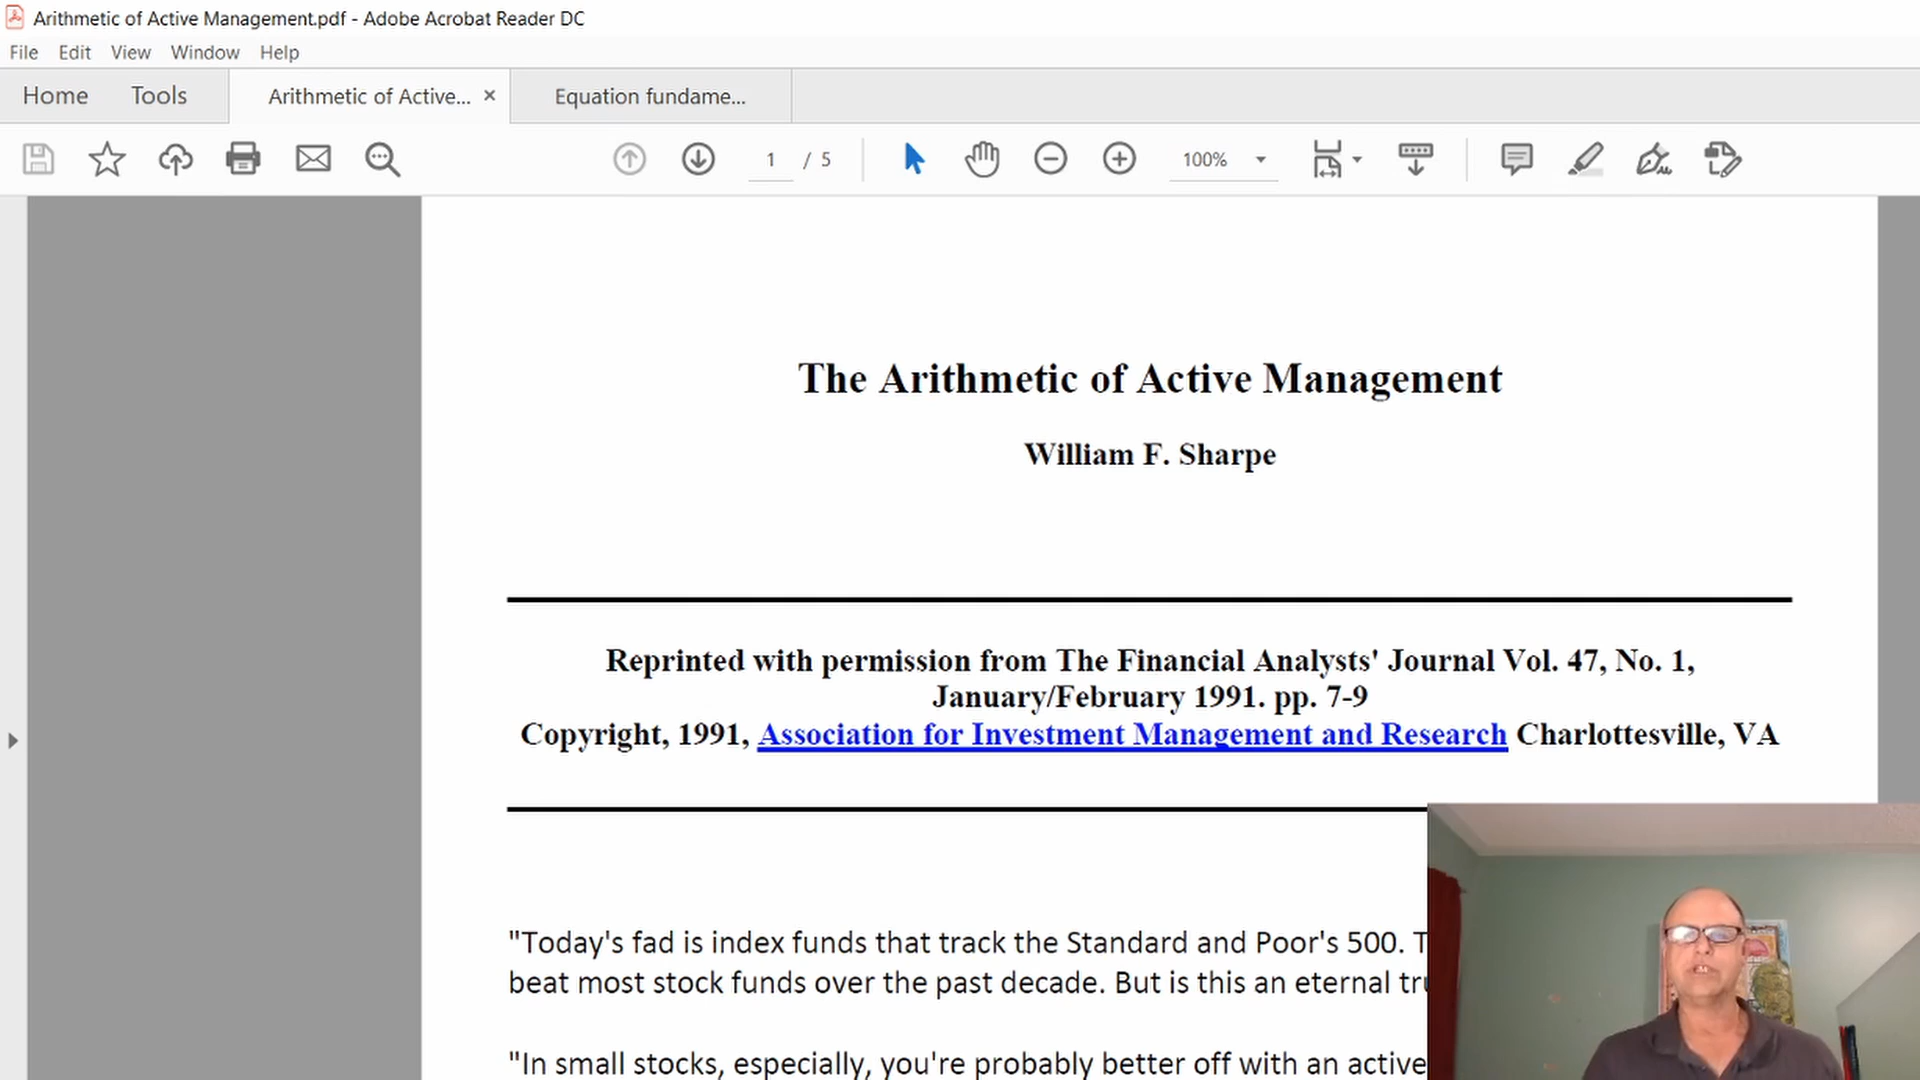 Arithmetic of Active Management.pdf - Adobe Acrobat Reader DC
File Edit View Window Help
Home Tools Arithmetic of Active... × Equation fundame...
1 / 5 100%
The Arithmetic of Active Management
William F. Sharpe
Reprinted with permission from The Financial Analysts' Journal Vol. 47, No. 1,
January/February 1991. pp. 7-9
Copyright, 1991, Association for Investment Management and Research Charlottesville, VA
"Today's fad is index funds that track the Standard and Poor's 500. T
beat most stock funds over the past decade. But is this an eternal tru
"In small stocks, especially, you're probably better off with an active